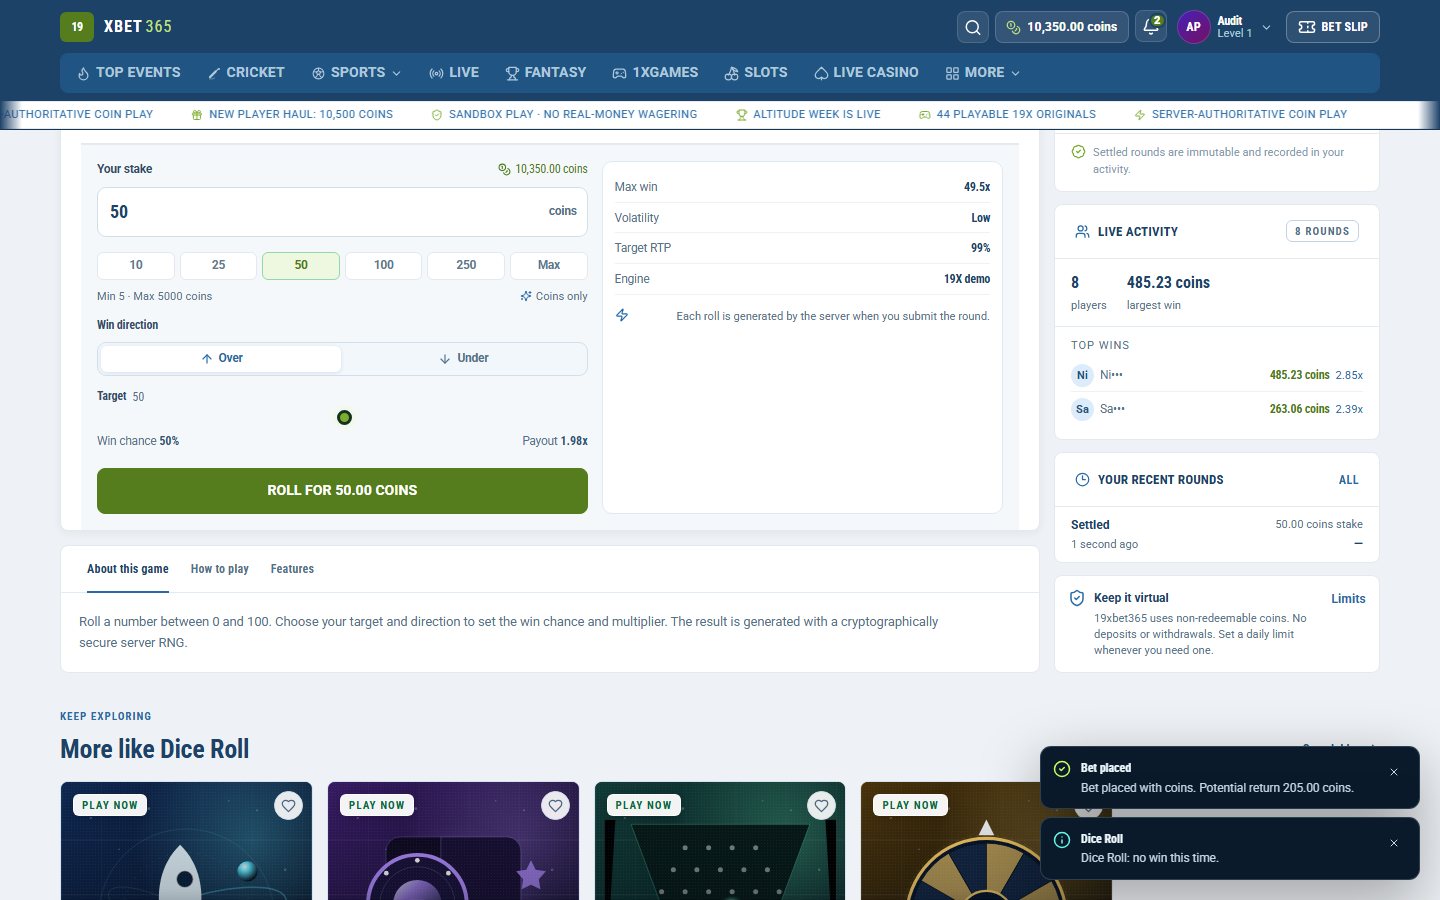 19 XBET 365
10,350.00 coins
2
AP
Audit
Level 1
BET SLIP
TOP EVENTS
CRICKET
SPORTS
LIVE
FANTASY
1XGAMES
SLOTS
LIVE CASINO
MORE
AUTHORITATIVE COIN PLAY
NEW PLAYER HAUL: 10,500 COINS
SANDBOX PLAY - NO REAL-MONEY WAGERING
ALTITUDE WEEK IS LIVE
44 PLAYABLE 19X ORIGINALS
SERVER-AUTHORITATIVE COIN PLAY
Your stake
10,350.00 coins
50 coins
10 25 50 100 250 Max
Min 5 · Max 5000 coins
Coins only
Win direction
Over
Under
Target 50
Win chance 50%
Payout 1.98x
ROLL FOR 50.00 COINS
Max win 49.5x
Volatility Low
Target RTP 99%
Engine 19X demo
Each roll is generated by the server when you submit the round.
Settled rounds are immutable and recorded in your
activity.
LIVE ACTIVITY
8 ROUNDS
8 485.23 coins
players largest win
TOP WINS
Ni Ni••• 485.23 coins 2.85x
Sa Sa••• 263.06 coins 2.39x
YOUR RECENT ROUNDS
ALL
Settled 50.00 coins stake
1 second ago –
Keep it virtual
Limits
19xbet365 uses non-redeemable coins. No
deposits or withdrawals. Set a daily limit
whenever you need one.
About this game
How to play
Features
Roll a number between 0 and 100. Choose your target and direction to set the win chance and multiplier. The result is generated with a cryptographically
secure server RNG.
KEEP EXPLORING
More like Dice Roll
PLAY NOW
PLAY NOW
PLAY NOW
PLAY NOW
Bet placed
Bet placed with coins. Potential return 205.00 coins.
Dice Roll
Dice Roll: no win this time.